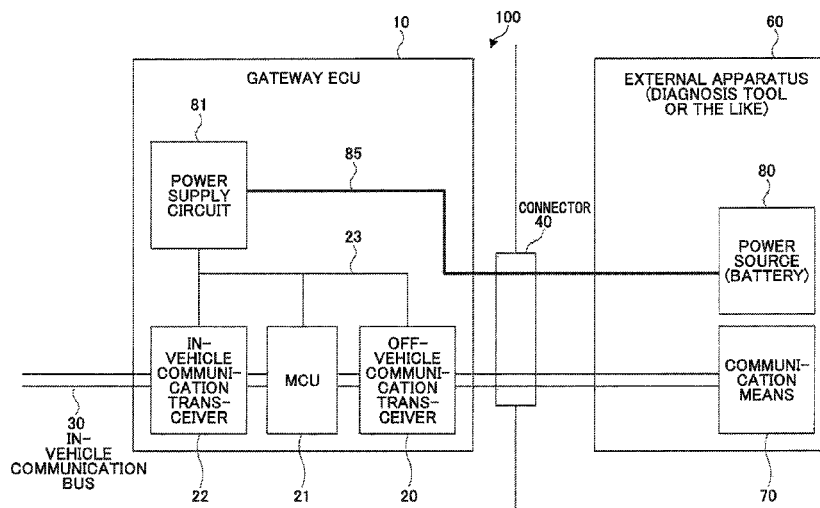 100
10
60
GATEWAY ECU
EXTERNAL APPARATUS
(DIAGNOSIS TOOL
OR THE LIKE)
81
85
80
POWER
SUPPLY
CIRCUIT
CONNECTOR
40
POWER
SOURCE
(BATTERY)
23
IN-
VEHICLE
COMMUNI-
CATION
TRANS-
CEIVER
MCU
OFF-
VEHICLE
COMMUNI-
CATION
TRANS-
CEIVER
COMMUNI-
CATION
MEANS
30
IN-
VEHICLE
COMMUNICATION
BUS
22
21
20
70